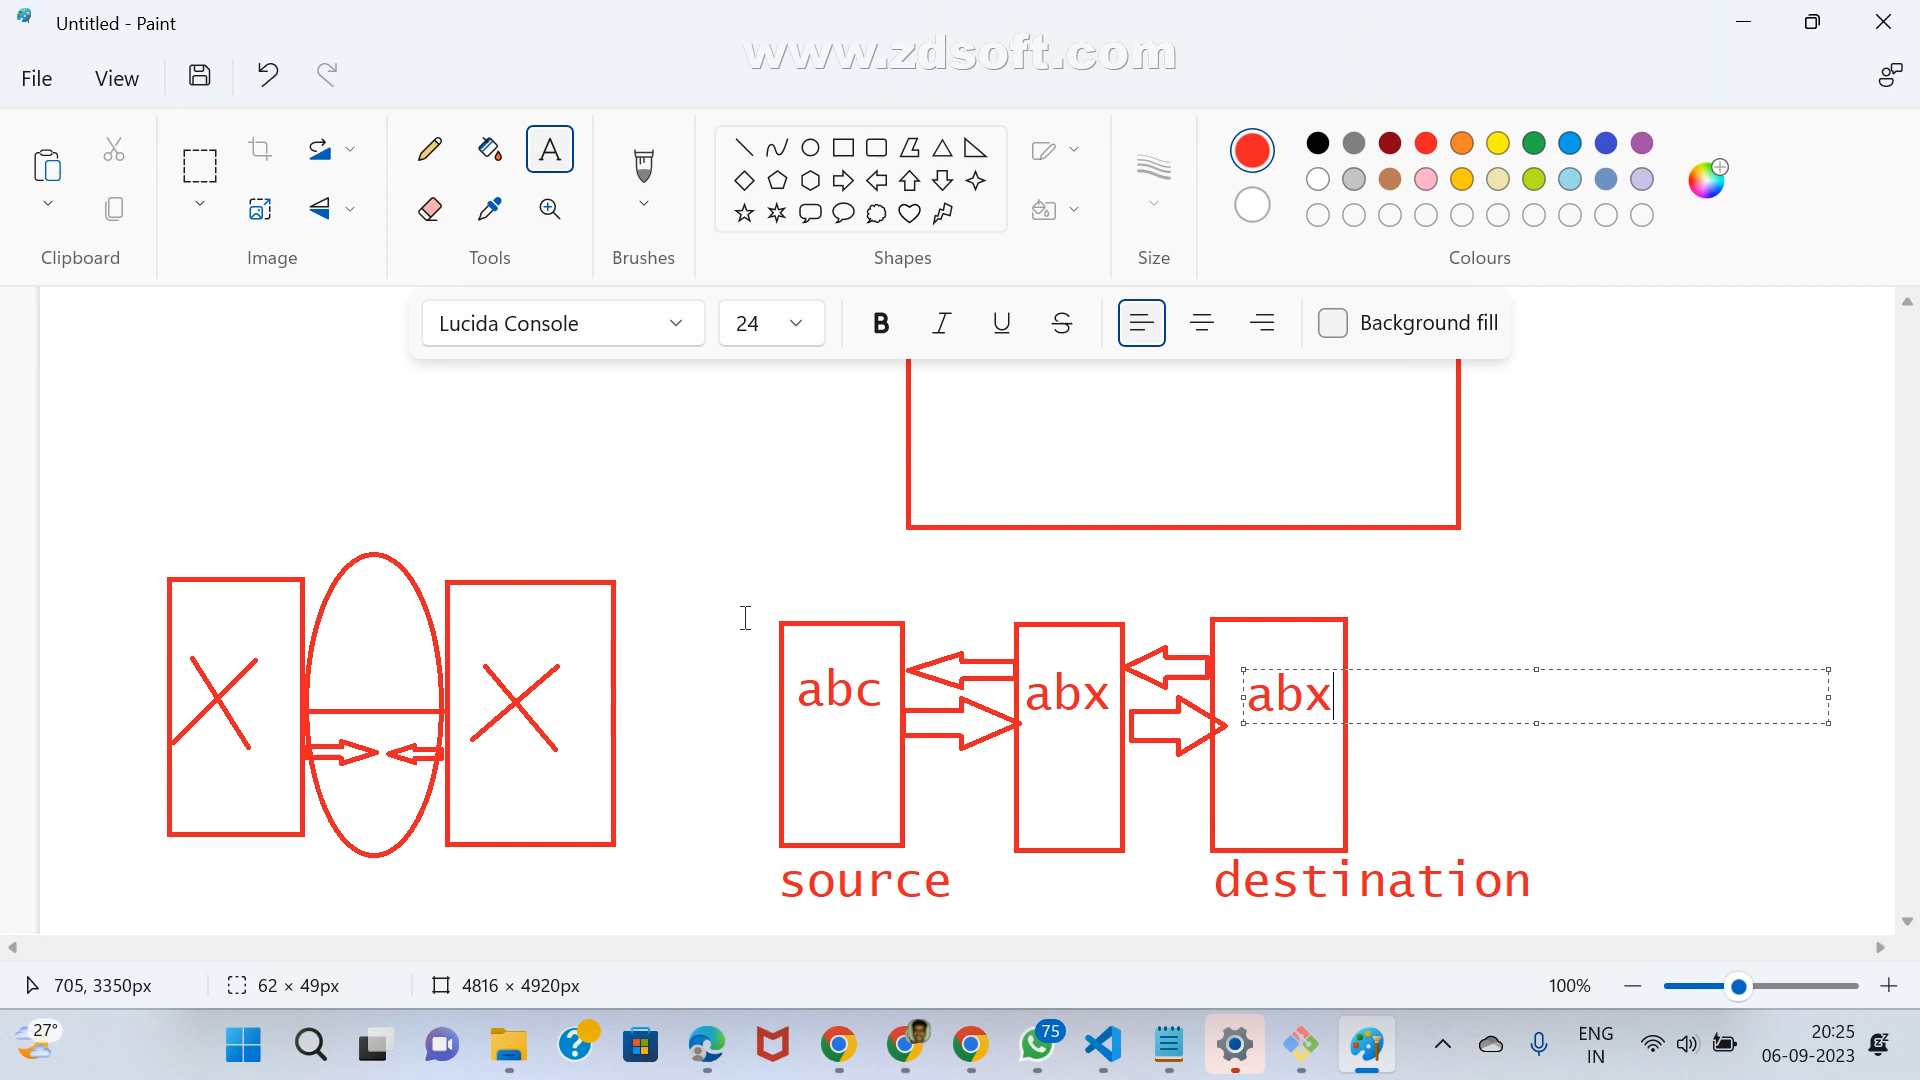 Untitled - Paint
www.zdsoft.com
File View
Clipboard Image Tools Brushes Shapes Size Colours
Lucida Console 24 B I U S Background fill
abc abx abx
source destination
705, 3350px 62 × 49px 4816 × 4920px 100%
27° 75 ENG 20:25
IN 06-09-2023